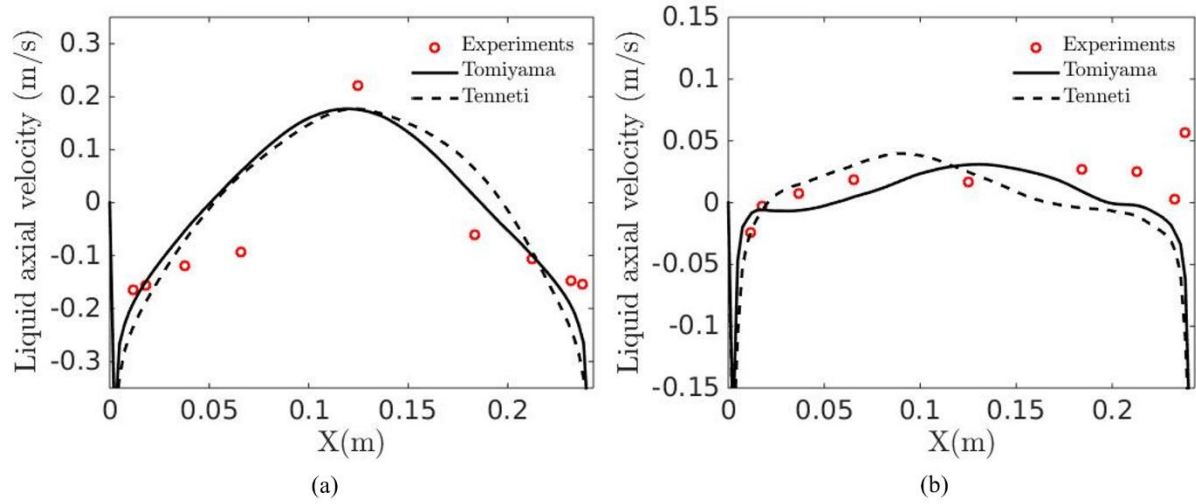 Liquid axial velocity (m/s)
0.3
0.2
0.1
0
-0.1
-0.2
-0.3
Experiments
Tomiyama
Tenneti
0 0.05 0.1 0.15 0.2
X(m)
(a)
Liquid axial velocity (m/s)
0.15
0.1
0.05
0
-0.05
-0.1
-0.15
Experiments
Tomiyama
Tenneti
0 0.05 0.1 0.15 0.2
X(m)
(b)